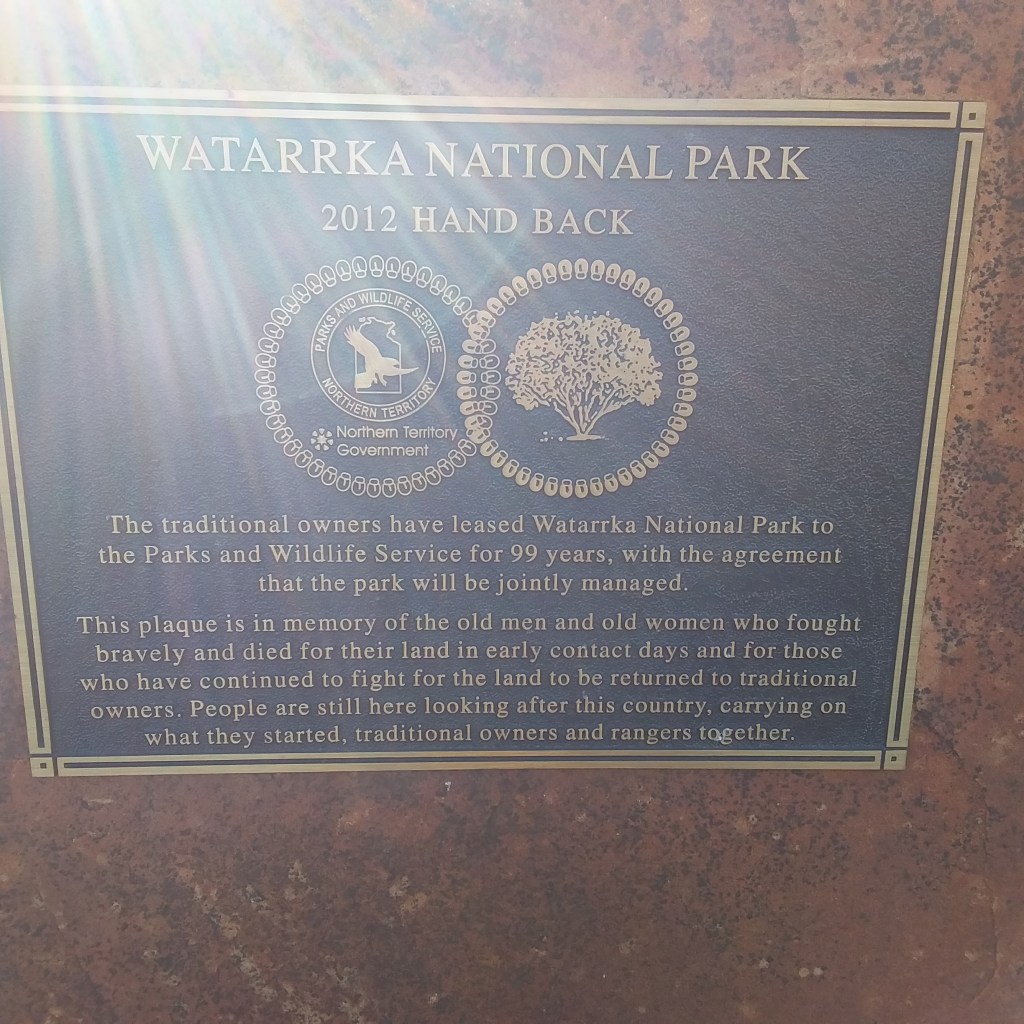 WATARRKA NATIONAL PARK
2012 HAND BACK
PARKS AND WILDLIFE SERVICE
NORTHERN TERRITORY
Northern Territory
Government
The traditional owners have leased Watarrka National Park to
the Parks and Wildlife Service for 99 years, with the agreement
that the park will be jointly managed.
This plaque is in memory of the old men and old women who fought
bravely and died for their land in early contact days and for those
who have continued to fight for the land to be returned to traditional
owners. People are still here looking after this country, carrying on
what they started, traditional owners and rangers together.